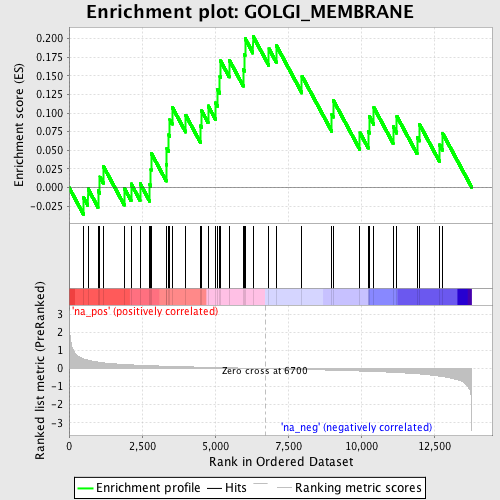 Enrichment plot: GOLGI_MEMBRANE
Enrichment score (ES)
0.200
0.175
0.150
0.125
0.100
0.075
0.050
0.025
0.000
-0.025
'na_pos' (positively correlated)
Ranked list metric (PreRanked)
3
2
1
0
-1
-2
-3
Zero cross at 6700
'na_neg' (negatively correlated)
0 2,500 5,000 7,500 10,000 12,500
Rank in Ordered Dataset
Enrichment profile Hits Ranking metric scores